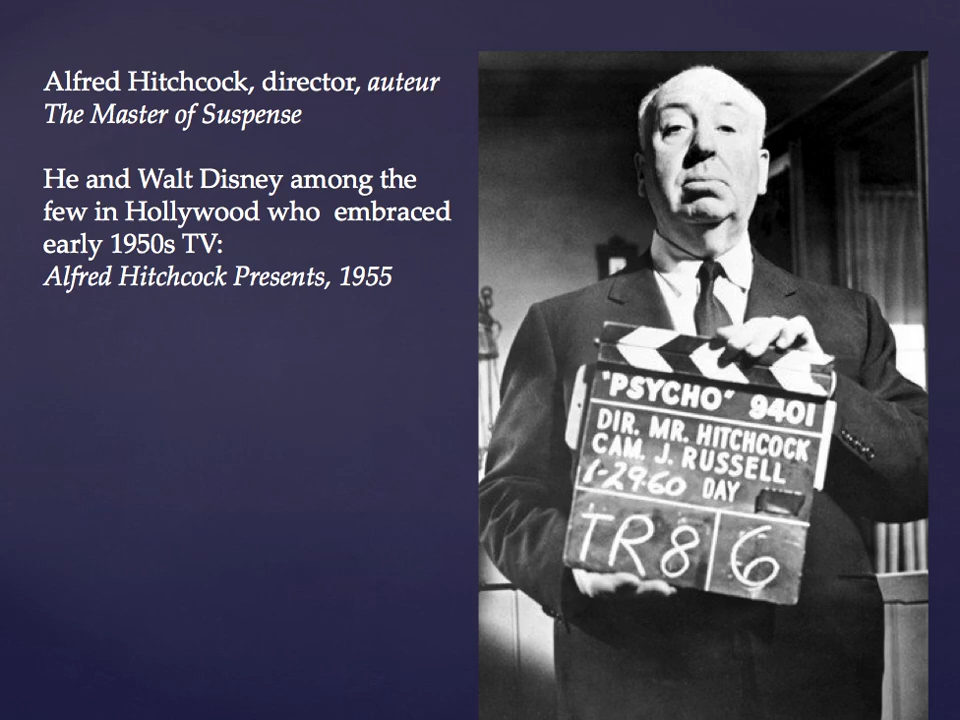 Alfred Hitchcock, director, auteur
The Master of Suspense
He and Walt Disney among the
few in Hollywood who embraced
early 1950s TV:
Alfred Hitchcock Presents, 1955
"PSYCHO" 9401
DIR. MR. HITCHCOCK
CAM. J. RUSSELL
1-29-60 DAY
TR8 6